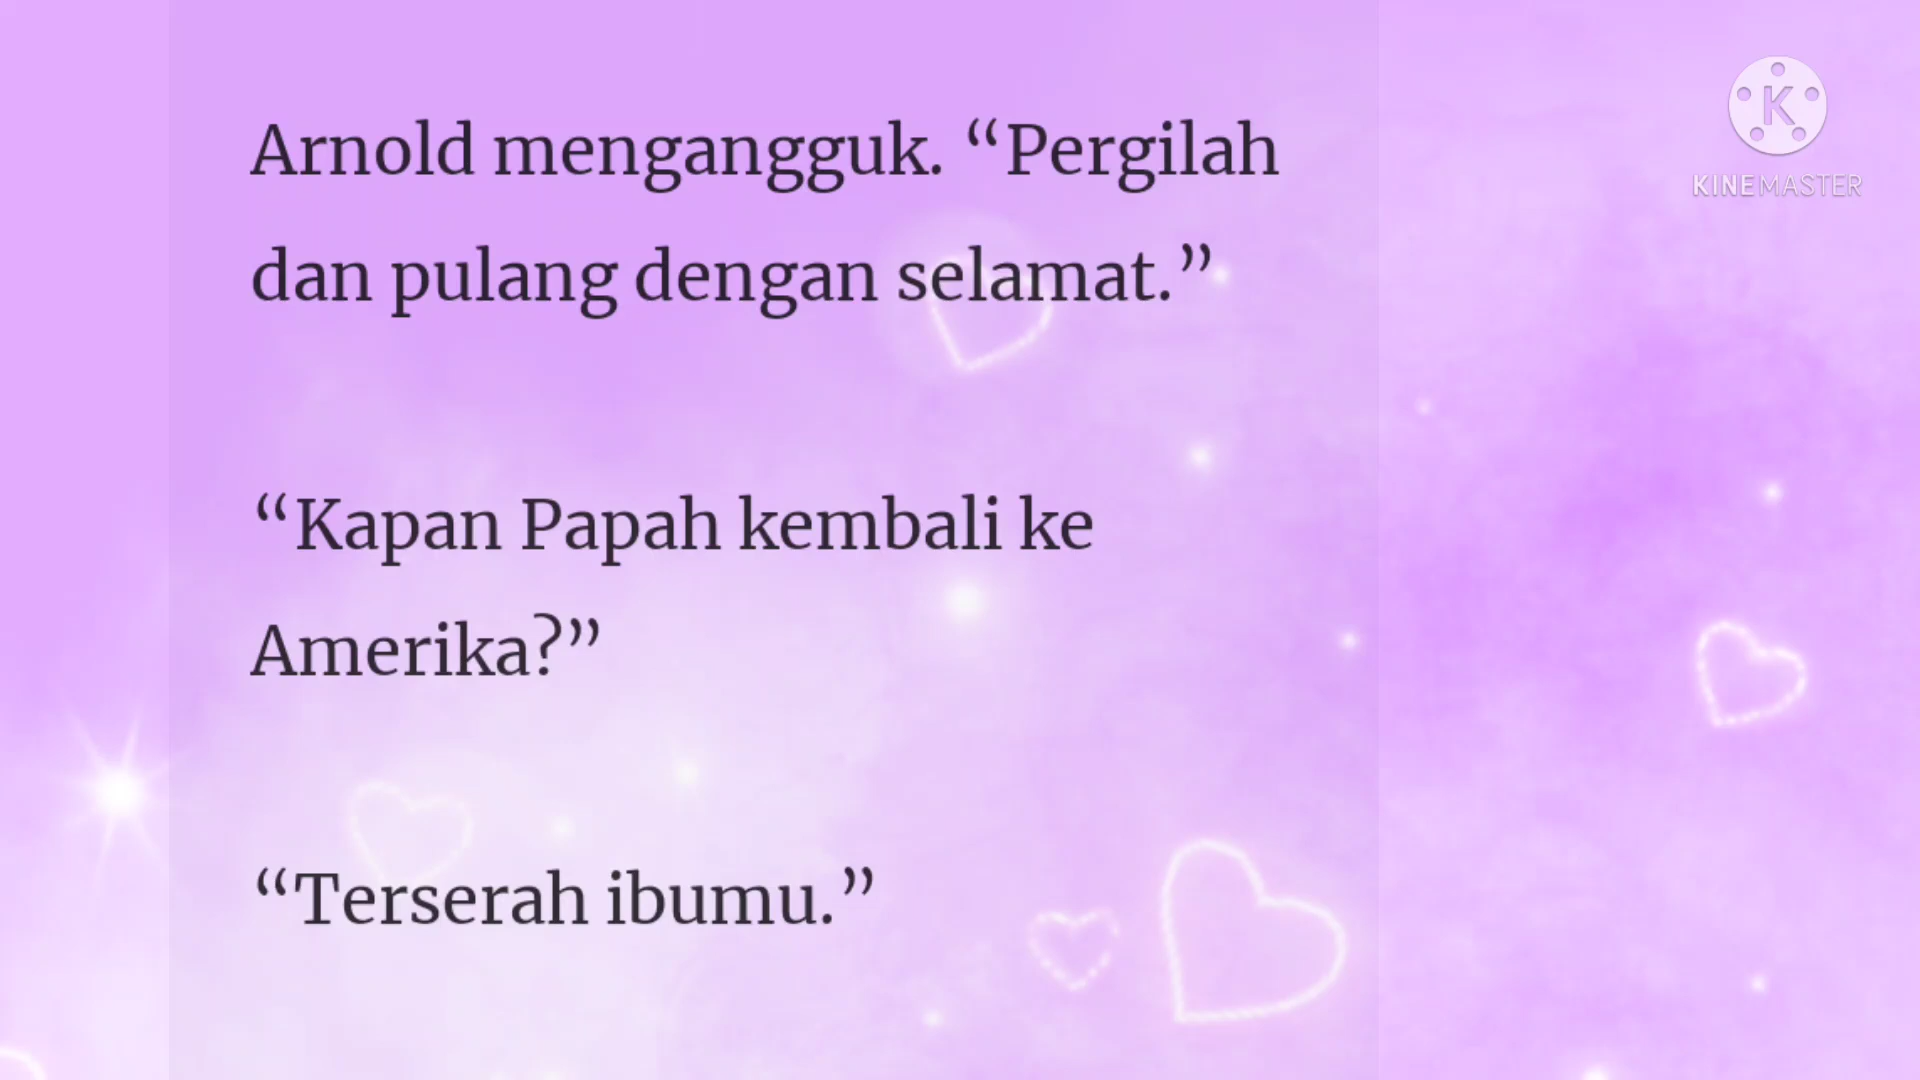 Arnold mengangguk. “Pergilah
dan pulang dengan selamat.”
“Kapan Papah kembali ke
Amerika?”
“Terserah ibumu.”
K
KINEMASTER